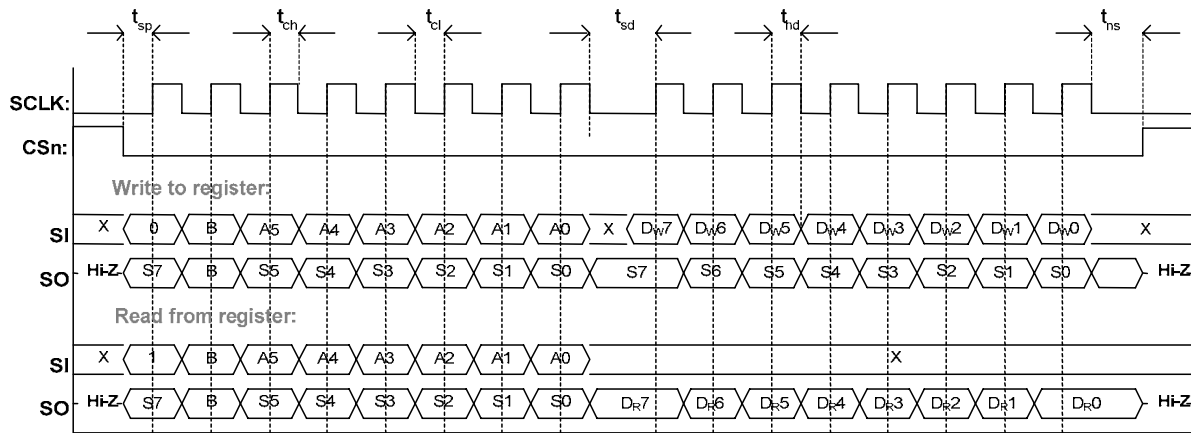 tsp tch tcl tsd thd tns
SCLK:
CSn:
Write to register:
SI X 0 B A5 A4 A3 A2 A1 A0 X DW7 DW6 DW5 DW4 DW3 DW2 DW1 DW0 X
SO Hi-Z S7 B S5 S4 S3 S2 S1 S0 S7 S6 S5 S4 S3 S2 S1 S0 Hi-Z
Read from register:
SI X 1 B A5 A4 A3 A2 A1 A0 X
SO Hi-Z S7 B S5 S4 S3 S2 S1 S0 DR7 DR6 DR5 DR4 DR3 DR2 DR1 DR0 Hi-Z